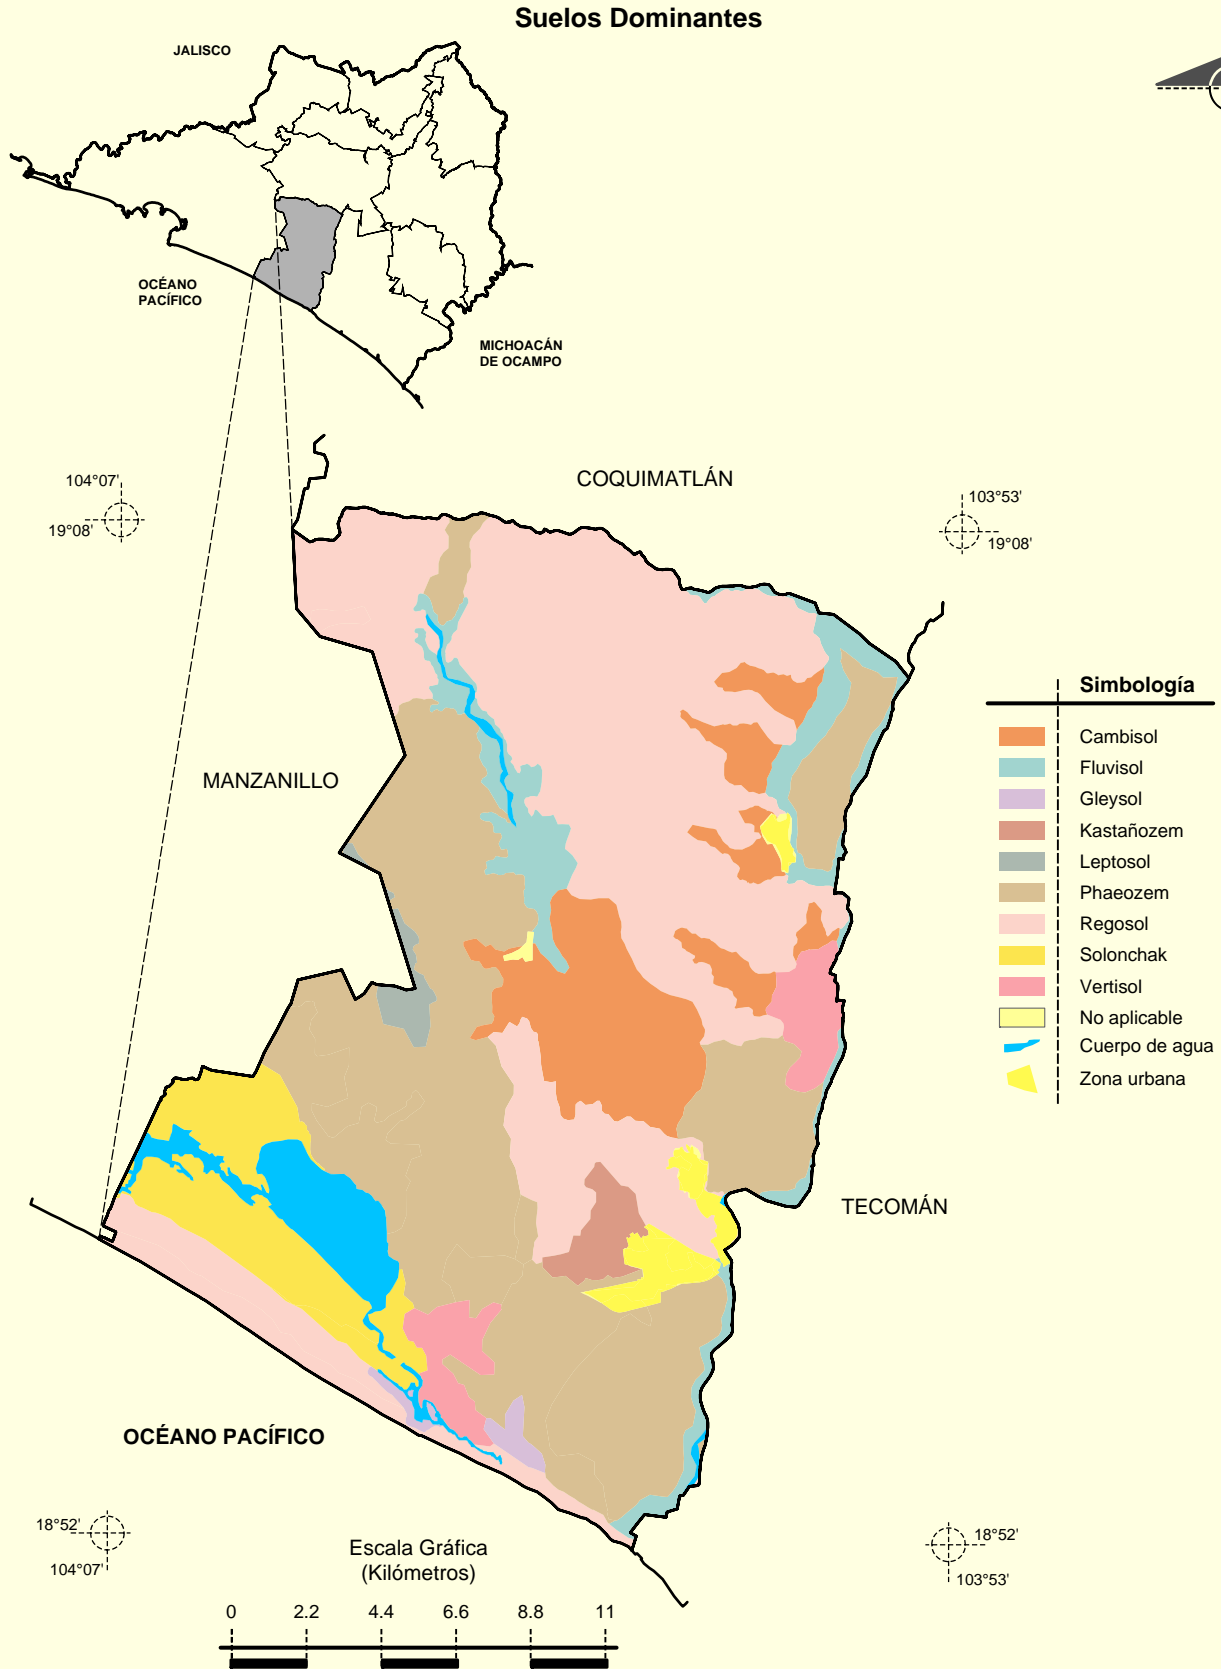 Suelos Dominantes
JALISCO
OCÉANO
PACÍFICO
MICHOACÁN
DE OCAMPO
104°07'
19°08'
COQUIMATLÁN
103°53'
19°08'
MANZANILLO
Simbología
Cambisol
Fluvisol
Gleysol
Kastañozem
Leptosol
Phaeozem
Regosol
Solonchak
Vertisol
No aplicable
Cuerpo de agua
Zona urbana
TECOMÁN
OCÉANO PACÍFICO
18°52'
104°07'
18°52'
103°53'
Escala Gráfica
(Kilómetros)
0 2.2 4.4 6.6 8.8 11